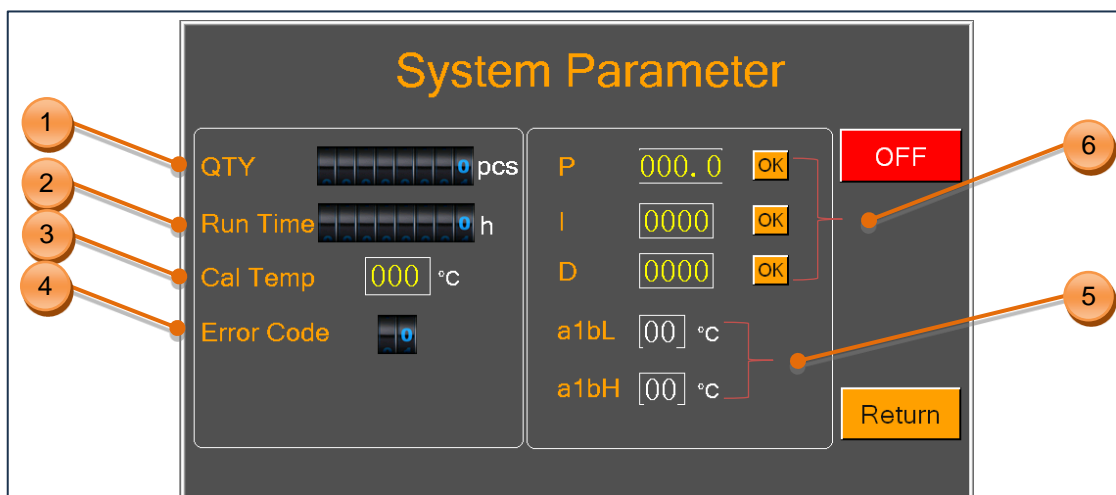 System Parameter
1
QTY 0 pcs
2
Run Time 0 h
3
Cal Temp 000 °C
4
Error Code 0
P 000.0 OK
I 0000 OK
D 0000 OK
a1bL 00 °C
a1bH 00 °C
OFF
6
5
Return